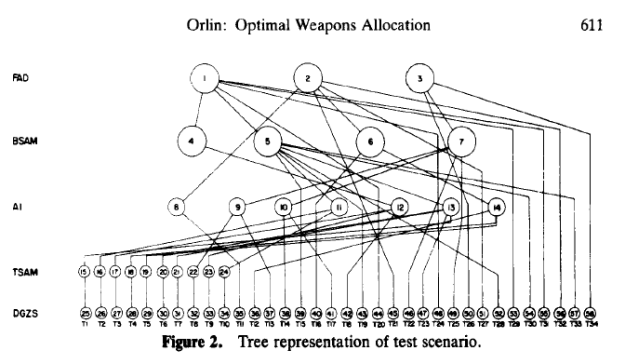 Orlin: Optimal Weapons Allocation 611
FAD 1 2 3
BSAM 4 5 6 7
AI 8 9 10 11 12 13 14
TSAM 15 16 17 18 19 20 21 22 23 24
DGZS 25 26 27 28 29 30 31 32 33 34 35 36 37 38 39 40 41 42 43 44 45 46 47 48 49 50 51 52 53 54 55 56 57 58
T1 T2 T3 T4 T5 T6 T7 T8 T9 T10 T11 T12 T13 T14 T15 T16 T17 T18 T19 T20 T21 T22 T23 T24 T25 T26 T27 T28 T29 T30 T31 T32 T33 T34
Figure 2. Tree representation of test scenario.